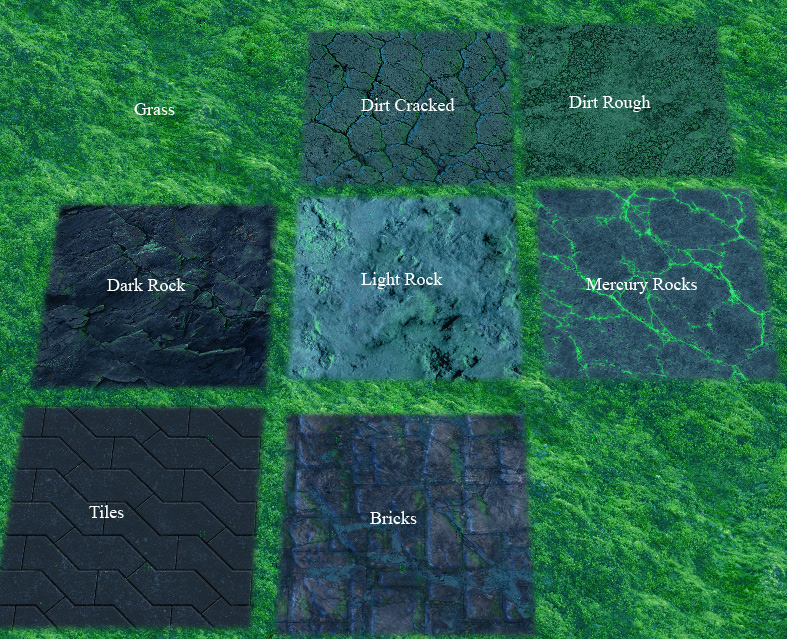 Grass
Dirt Cracked
Dirt Rough
Dark Rock
Light Rock
Mercury Rocks
Tiles
Bricks